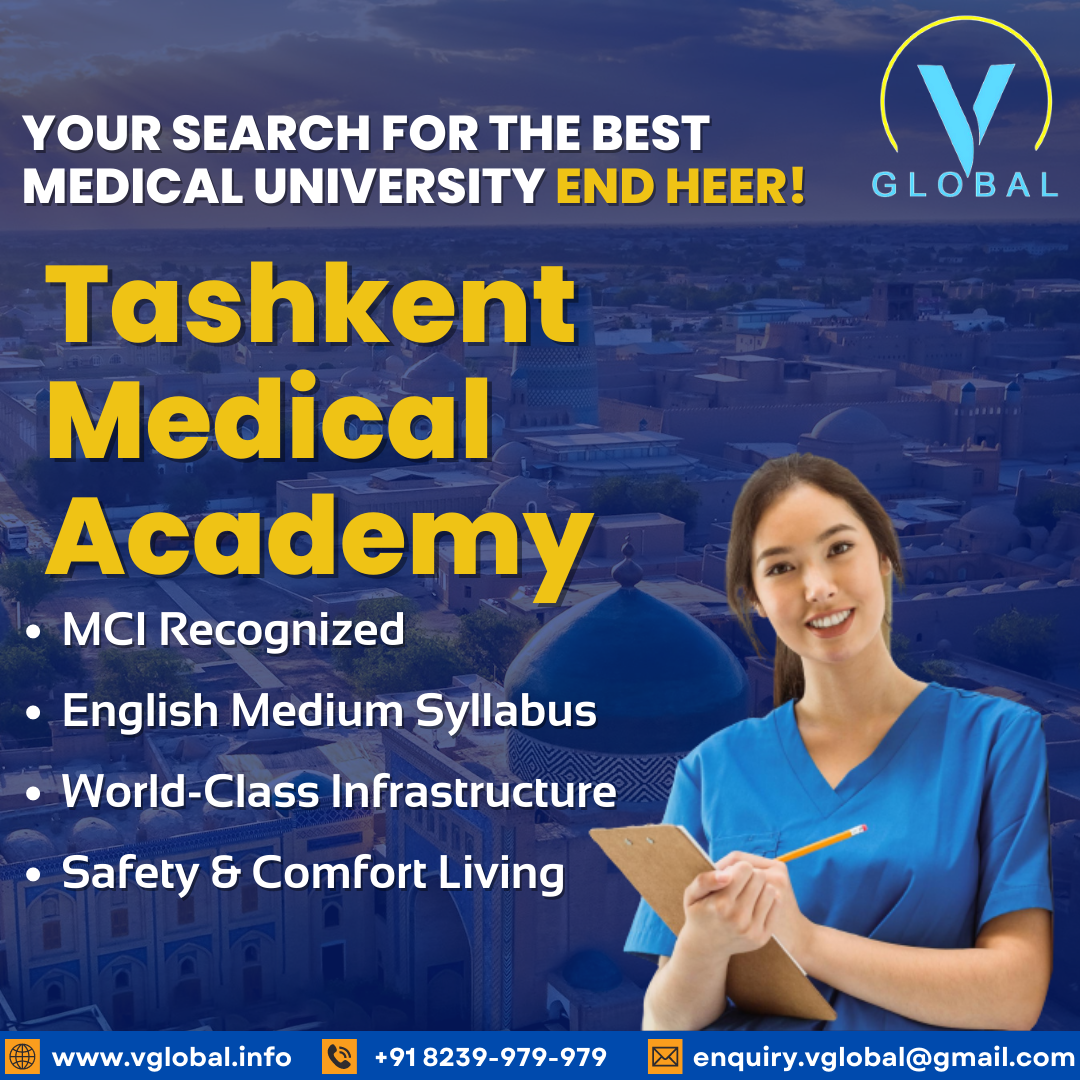 V
GLOBAL
YOUR SEARCH FOR THE BEST
MEDICAL UNIVERSITY END HEER!
Tashkent
Medical
Academy
• MCI Recognized
• English Medium Syllabus
• World-Class Infrastructure
• Safety & Comfort Living
www.vglobal.info +91 8239-979-979 enquiry.vglobal@gmail.com